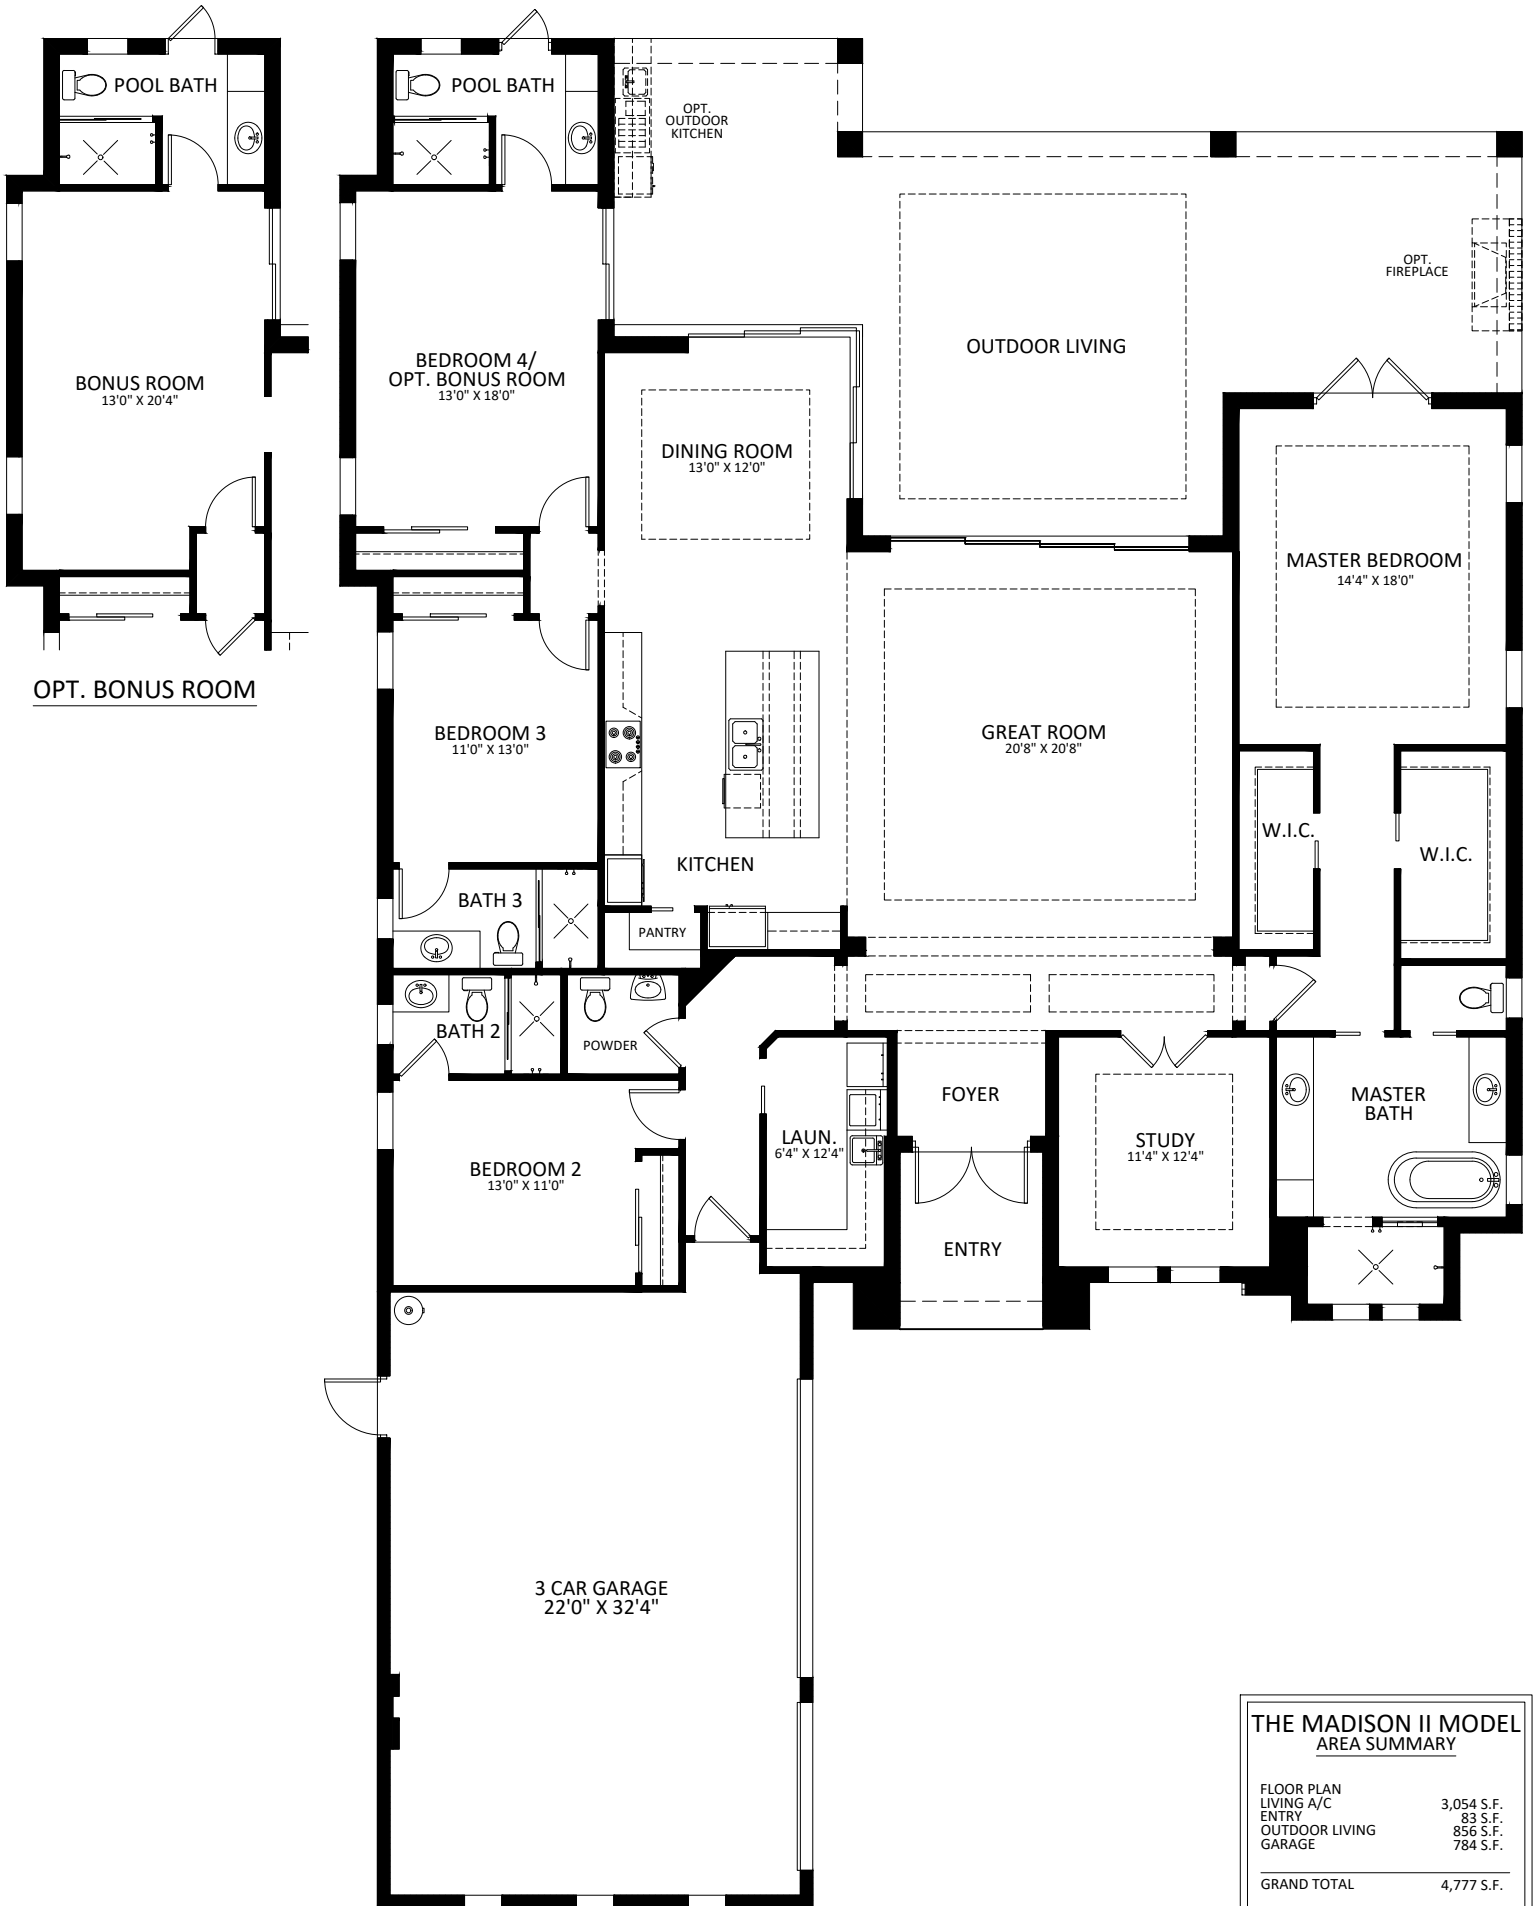 POOL BATH
POOL BATH
OPT.
OUTDOOR
KITCHEN
OPT.
FIREPLACE
OUTDOOR LIVING
BONUS ROOM
13'0" X 20'4"
BEDROOM 4/
OPT. BONUS ROOM
13'0" X 18'0"
DINING ROOM
13'0" X 12'0"
MASTER BEDROOM
14'4" X 18'0"
OPT. BONUS ROOM
BEDROOM 3
11'0" X 13'0"
GREAT ROOM
20'8" X 20'8"
W.I.C.
W.I.C.
KITCHEN
BATH 3
PANTRY
BATH 2
POWDER
FOYER
MASTER
BATH
LAUN.
6'4" X 12'4"
STUDY
11'4" X 12'4"
BEDROOM 2
13'0" X 11'0"
ENTRY
3 CAR GARAGE
22'0" X 32'4"
THE MADISON II MODEL
AREA SUMMARY
FLOOR PLAN
LIVING A/C 3,054 S.F.
ENTRY 83 S.F.
OUTDOOR LIVING 856 S.F.
GARAGE 784 S.F.
GRAND TOTAL 4,777 S.F.